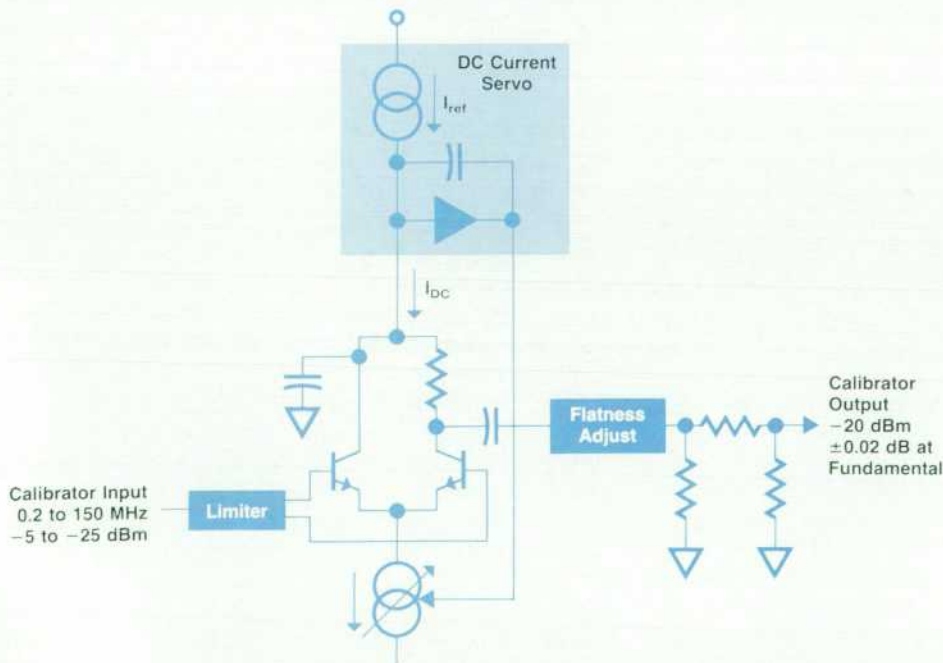 DC Current
Servo
I_ref
I_DC
Flatness
Adjust
Calibrator
Output
−20 dBm
±0.02 dB at
Fundamental
Calibrator Input
0.2 to 150 MHz
−5 to −25 dBm
Limiter